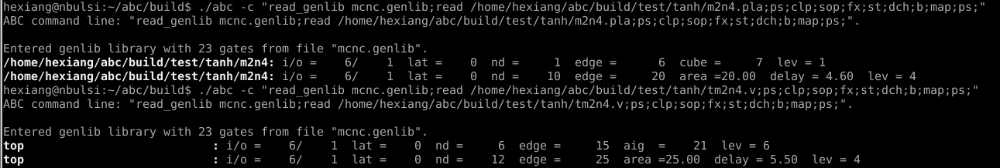 hexiang@nbulsi:~/abc/build$ ./abc -c "read_genlib mcnc.genlib;read /home/hexiang/abc/build/test/tanh/m2n4.pla;ps;clp;sop;fx;st;dch;b;map;ps;"
ABC command line: "read_genlib mcnc.genlib;read /home/hexiang/abc/build/test/tanh/m2n4.pla;ps;clp;sop;fx;st;dch;b;map;ps;".

Entered genlib library with 23 gates from file "mcnc.genlib".
/home/hexiang/abc/build/test/tanh/m2n4: i/o =    6/    1  lat =    0  nd =     1  edge =      6  cube =     7  lev = 1
/home/hexiang/abc/build/test/tanh/m2n4: i/o =    6/    1  lat =    0  nd =    10  edge =     20  area =20.00  delay = 4.60  lev = 4
hexiang@nbulsi:~/abc/build$ ./abc -c "read_genlib mcnc.genlib;read /home/hexiang/abc/build/test/tanh/tm2n4.v;ps;clp;sop;fx;st;dch;b;map;ps;"
ABC command line: "read_genlib mcnc.genlib;read /home/hexiang/abc/build/test/tanh/tm2n4.v;ps;clp;sop;fx;st;dch;b;map;ps;".

Entered genlib library with 23 gates from file "mcnc.genlib".
top                           : i/o =    6/    1  lat =    0  nd =     6  edge =     15  aig  =    21  lev = 6
top                           : i/o =    6/    1  lat =    0  nd =    12  edge =     25  area =25.00  delay = 5.50  lev = 4